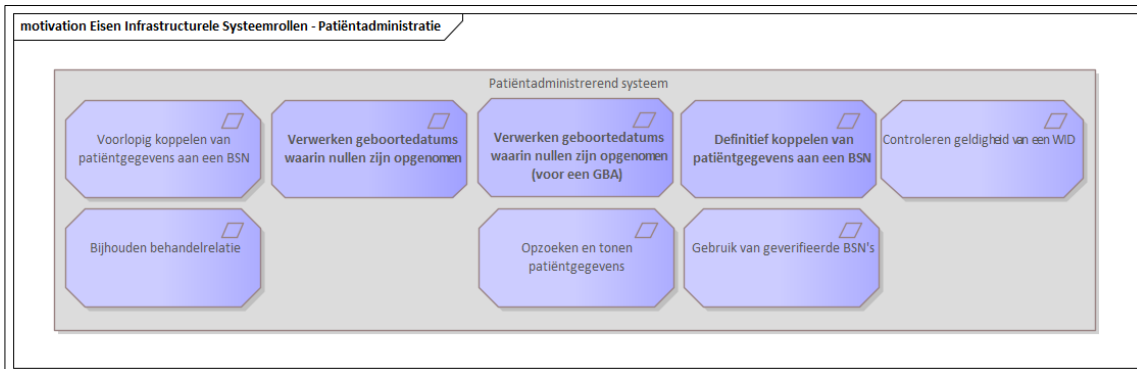 motivation Eisen Infrastructurele Systeemrollen - Patiëntadministratie
Patiëntadministrerend systeem
Voorlopig koppelen van
patiëntgegevens aan een BSN
Verwerken geboortedatums
waarin nullen zijn opgenomen
Verwerken geboortedatums
waarin nullen zijn opgenomen
(voor een GBA)
Definitief koppelen van
patiëntgegevens aan een BSN
Controleren geldigheid van een WID
Bijhouden behandelrelatie
Opzoeken en tonen
patiëntgegevens
Gebruik van geverifieerde BSN's